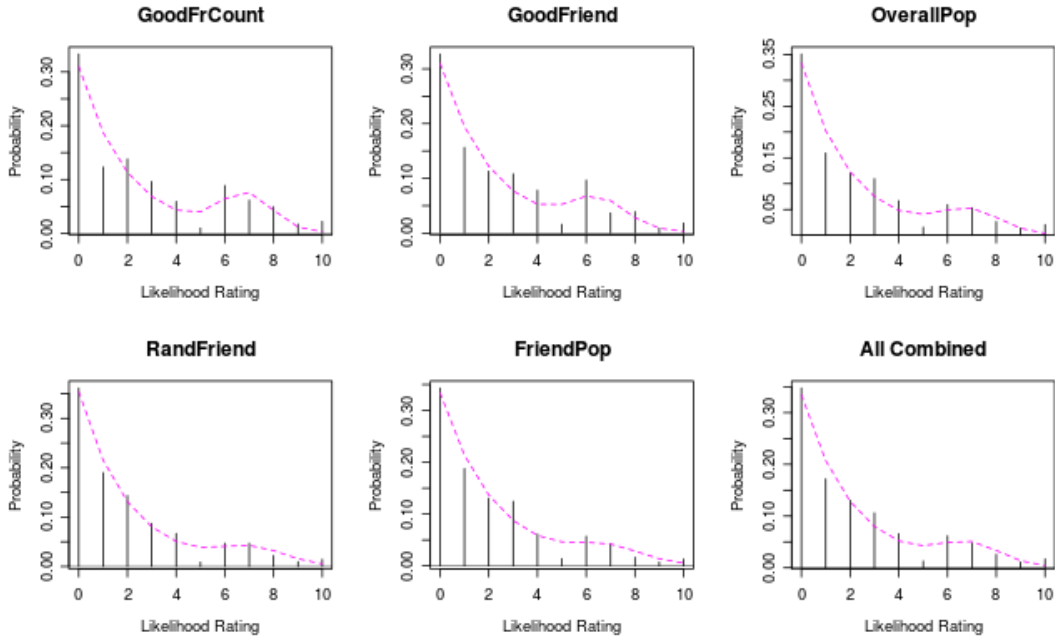 GoodFrCount GoodFriend OverallPop
Probability
0.00 0.10 0.20 0.30
0 2 4 6 8 10
Likelihood Rating
Probability
0.00 0.10 0.20 0.30
0 2 4 6 8 10
Likelihood Rating
Probability
0.05 0.15 0.25 0.35
0 2 4 6 8 10
Likelihood Rating
RandFriend FriendPop All Combined
Probability
0.00 0.10 0.20 0.30
0 2 4 6 8 10
Likelihood Rating
Probability
0.00 0.10 0.20 0.30
0 2 4 6 8 10
Likelihood Rating
Probability
0.00 0.10 0.20 0.30
0 2 4 6 8 10
Likelihood Rating